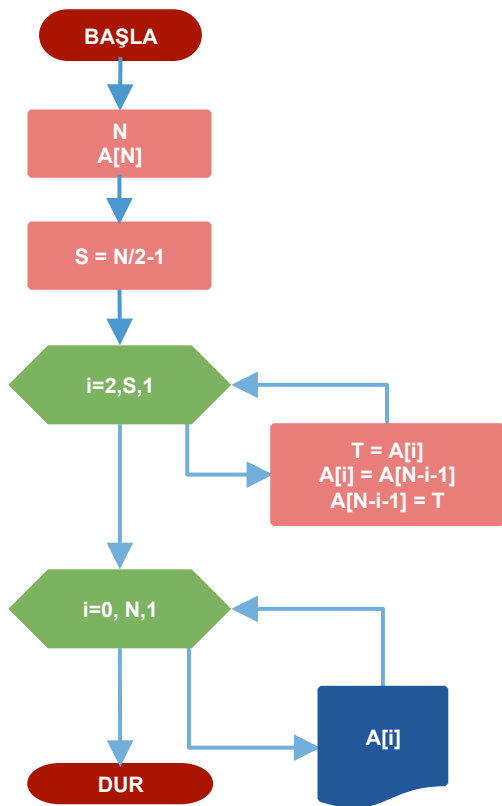 BAŞLA
N
A[N]
S = N/2-1
i=2,S,1
T = A[i]
A[i] = A[N-i-1]
A[N-i-1] = T
i=0, N,1
A[i]
DUR